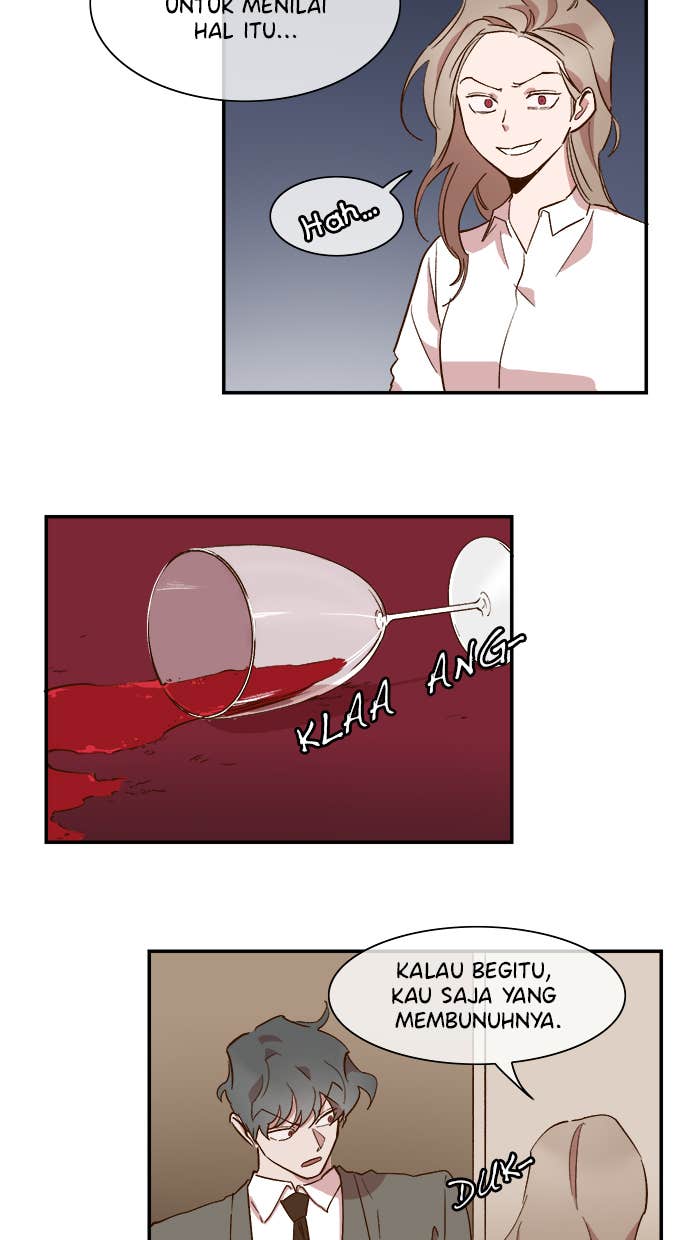 UNTUK MENILAI
HAL ITU...
Hah...
KLAA ANG-
KALAU BEGITU,
KAU SAJA YANG
MEMBUNUHNYA.
DUK-